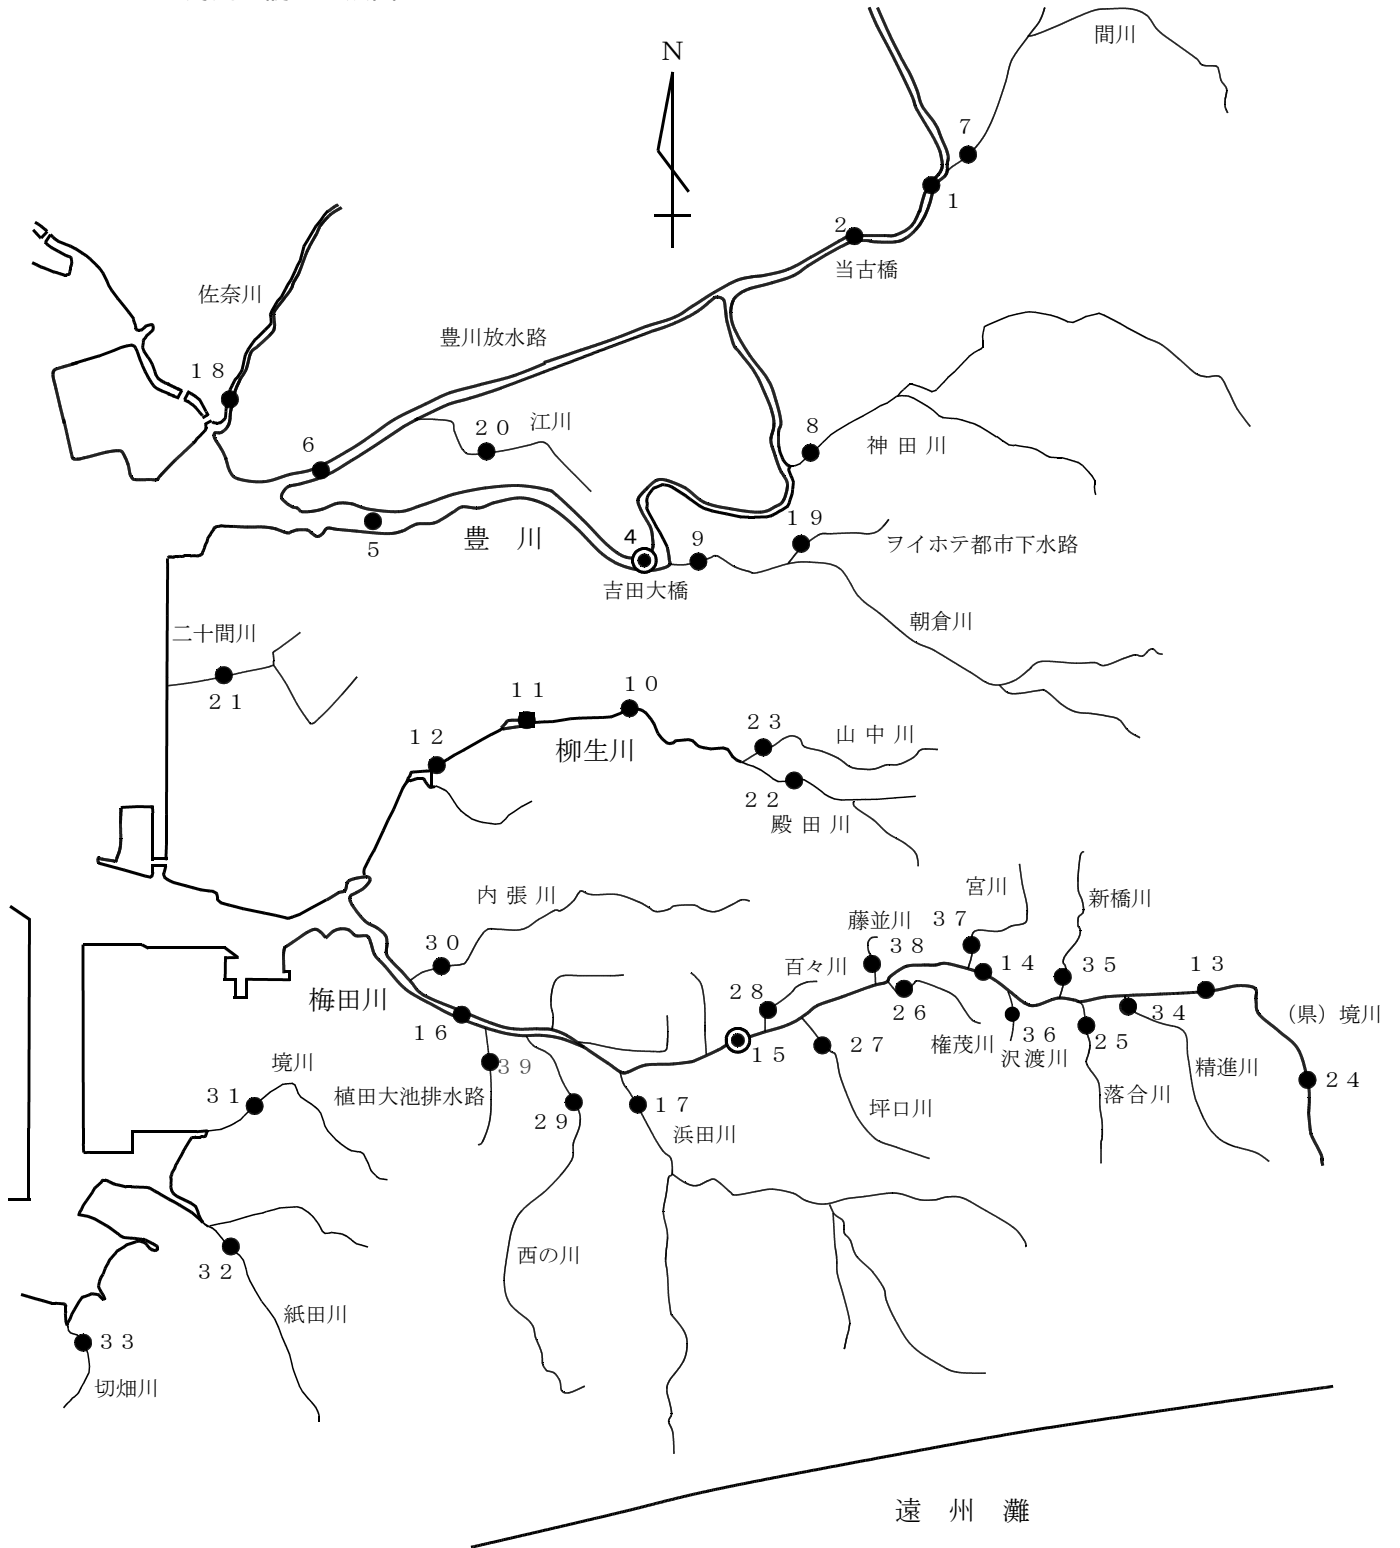 N
間川
７
１
２
当古橋
佐奈川
豊川放水路
１８
江川
２０
６
８
神田川
１９
ヲイホテ都市下水路
５
豊　川
４
９
吉田大橋
朝倉川
二十間川
２１
１０
１１
１２
柳生川
２３
山中川
２２
殿田川
内張川
３０
藤並川
３７
宮川
新橋川
３８
百々川
２８
１４
３５
１３
梅田川
１６
２６
３４
（県）境川
１５
２７
権茂川
３６
沢渡川
２５
精進川
２４
境川
３１
植田大池排水路
３９
２９
１７
浜田川
坪口川
落合川
３２
西の川
紙田川
３３
切畑川
遠　州　灘